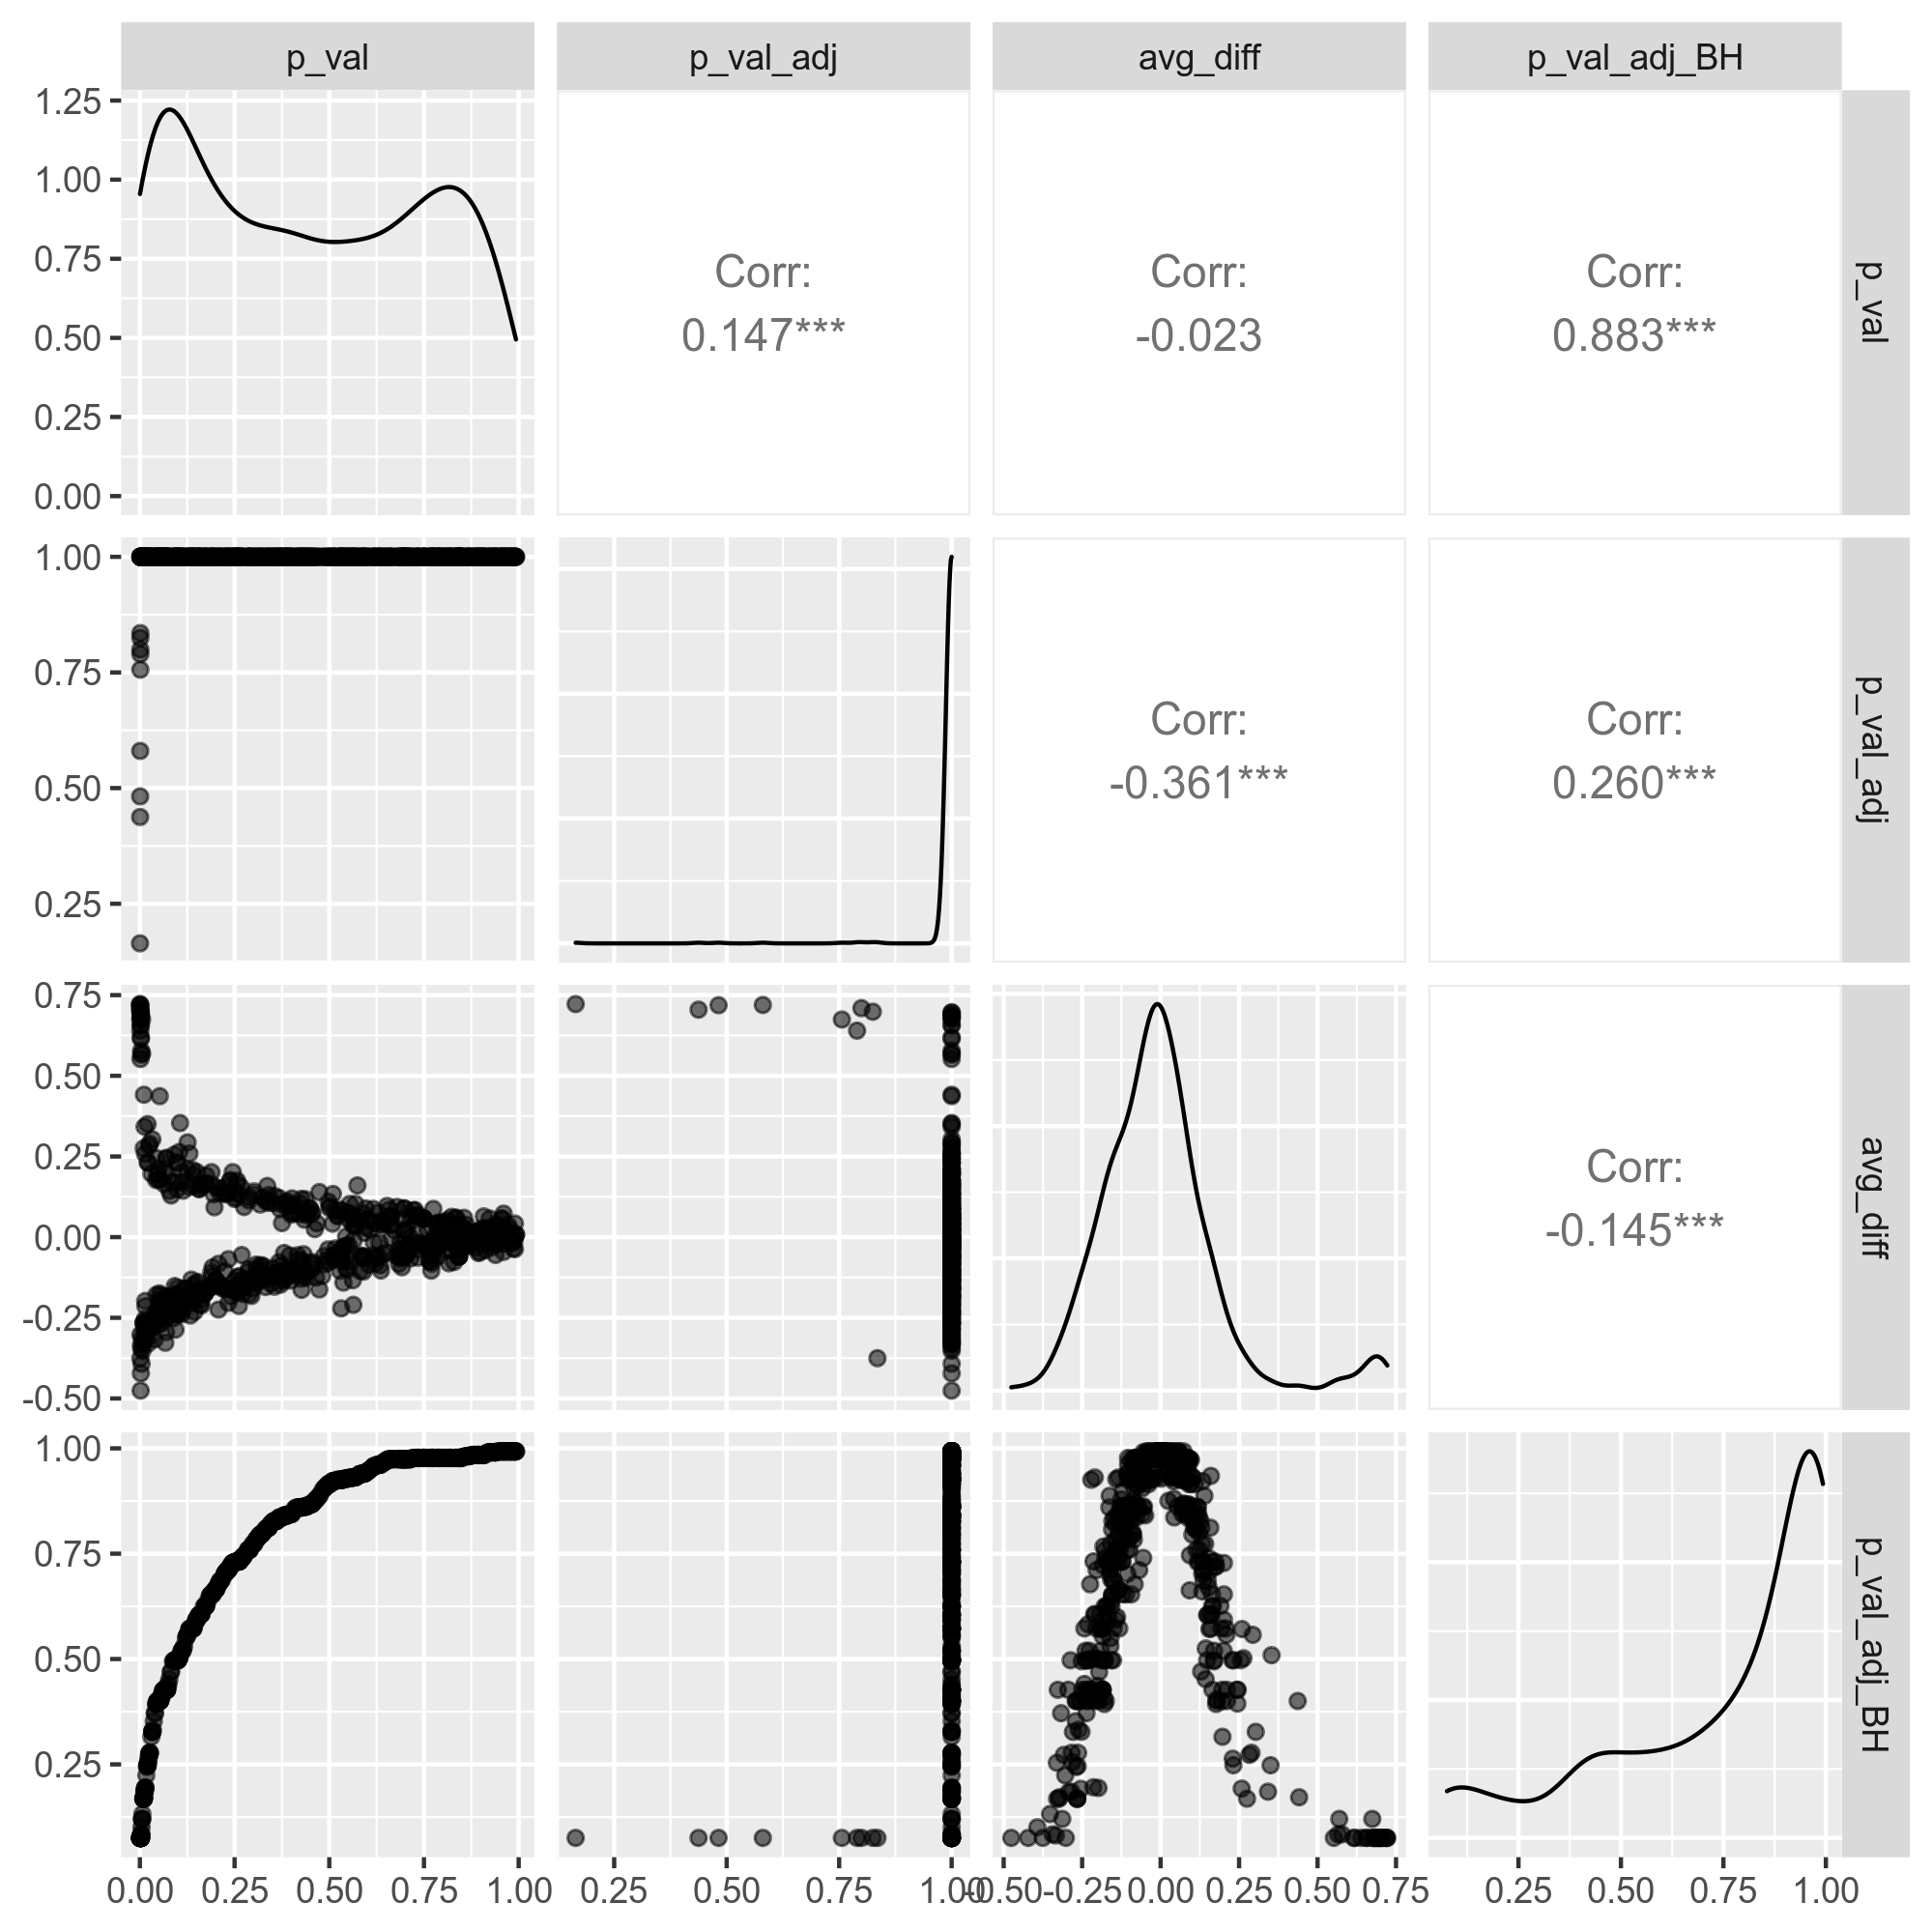 p_val p_val_adj avg_diff p_val_adj_BH
1.25
1.00
0.75
0.50
0.25
0.00
Corr:
0.147***
Corr:
-0.023
Corr:
0.883***
p_val
1.00
0.75
0.50
0.25
Corr:
-0.361***
Corr:
0.260***
p_val_adj
0.75
0.50
0.25
0.00
-0.25
-0.50
Corr:
-0.145***
avg_diff
1.00
0.75
0.50
0.25
p_val_adj_BH
0.00 0.25 0.50 0.75 1.00
0.25 0.50 0.75 1.00
-0.50 -0.25 0.00 0.25 0.50 0.75
0.25 0.50 0.75 1.00